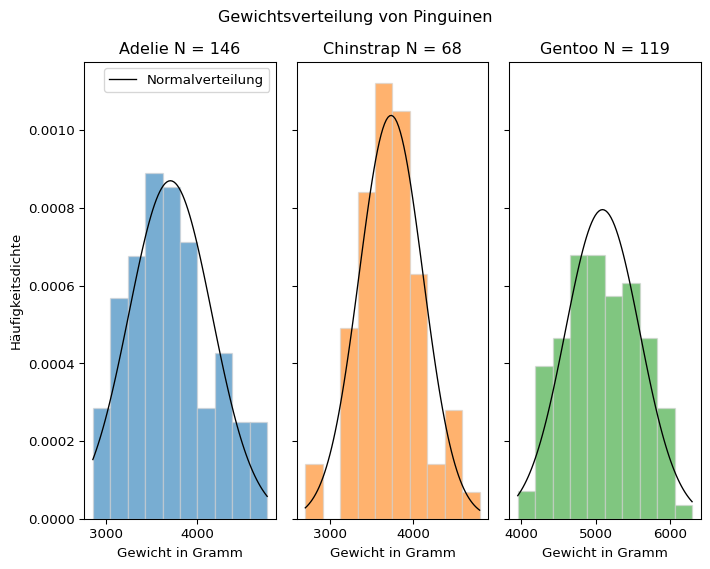 Gewichtsverteilung von Pinguinen
Adelie N = 146
Chinstrap N = 68
Gentoo N = 119
Normalverteilung
Häufigkeitsdichte
0.0010
0.0008
0.0006
0.0004
0.0002
0.0000
3000 4000
3000 4000
4000 5000 6000
Gewicht in Gramm
Gewicht in Gramm
Gewicht in Gramm